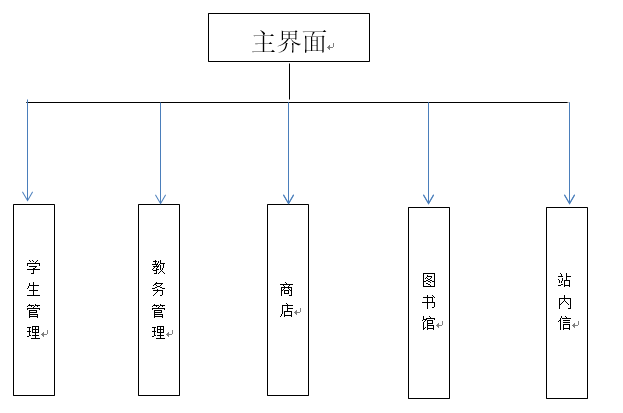 主界面
学生管理
教务管理
商店
图书馆
站内信